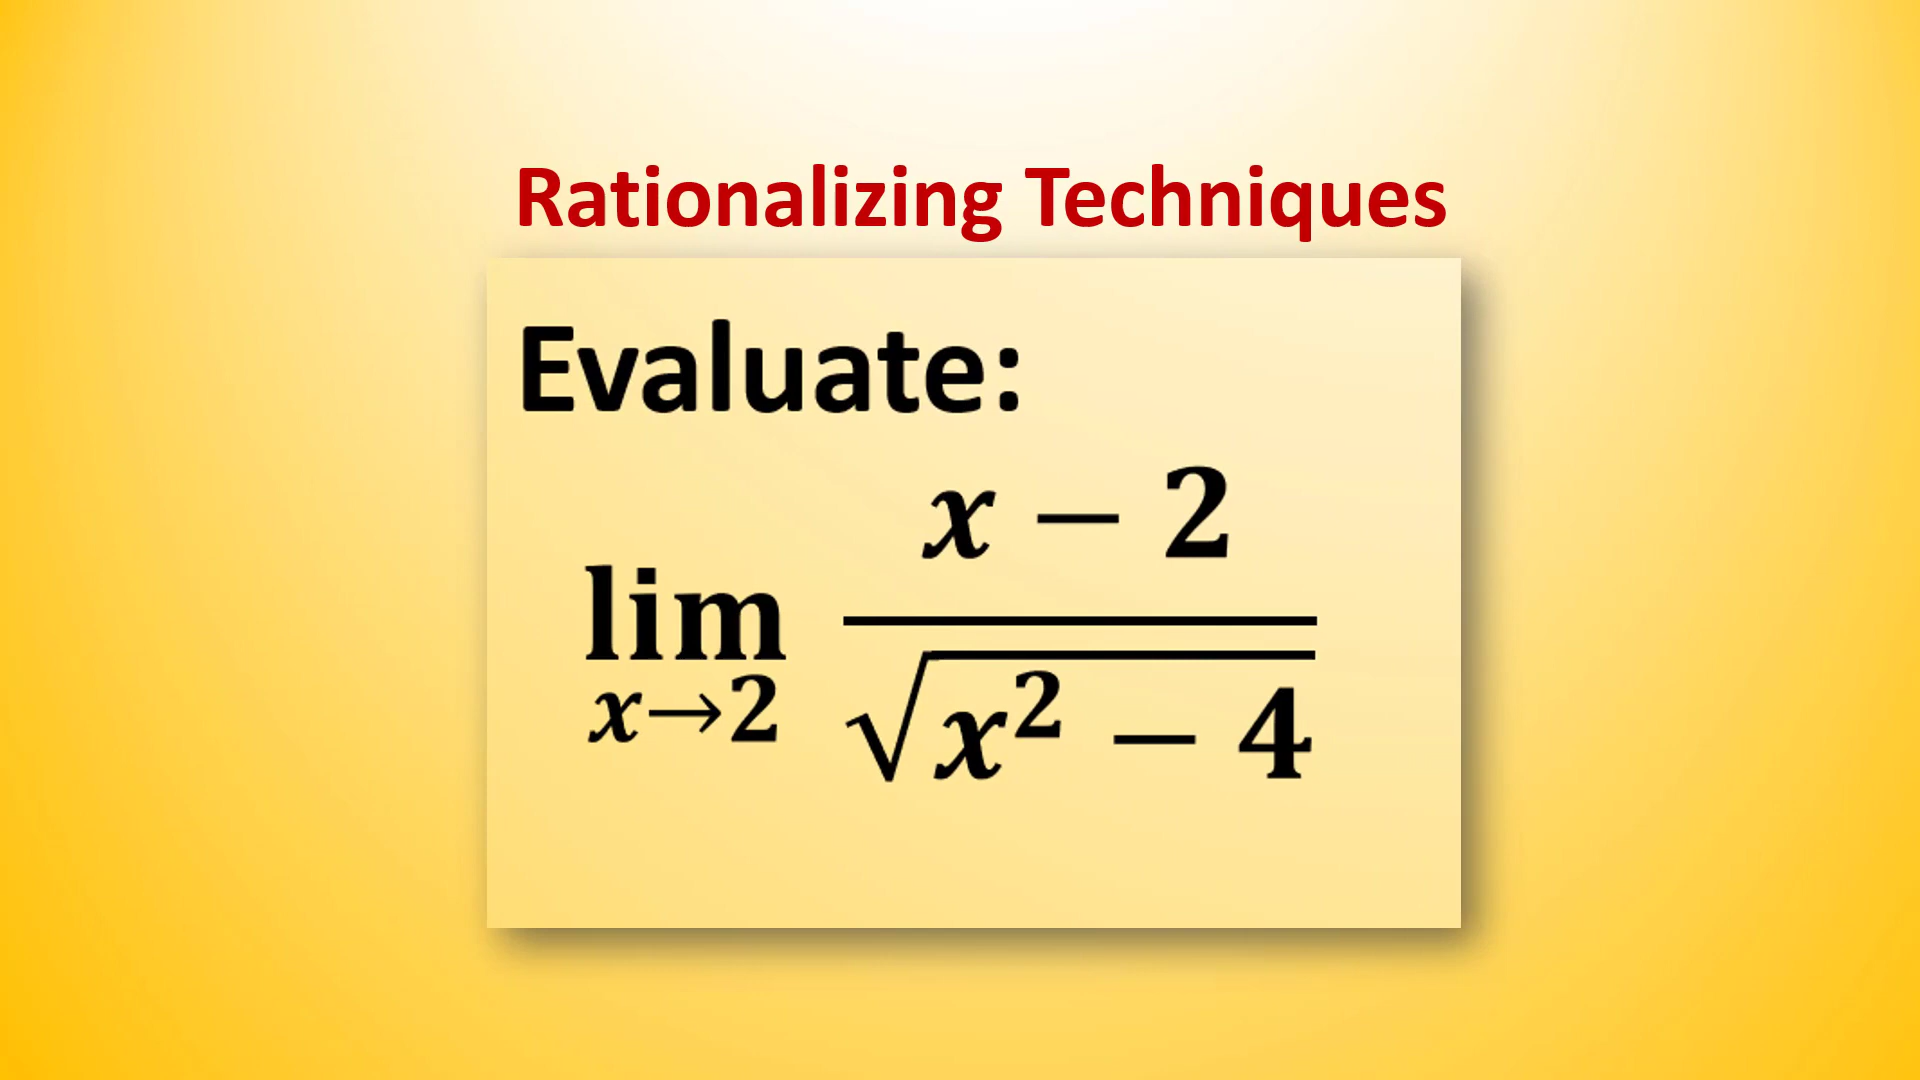 Rationalizing Techniques
Evaluate:
lim x→2 x − 2 / √x² − 4